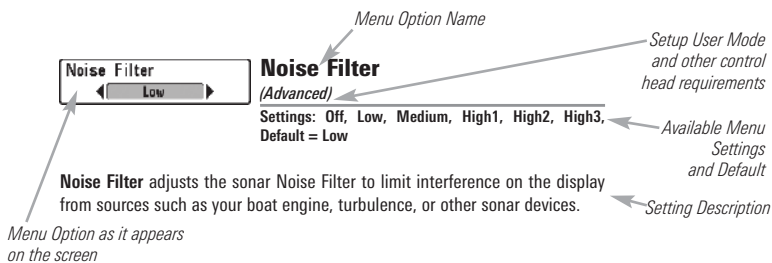 Menu Option Name
Setup User Mode
and other control
head requirements
Noise Filter
Low
Noise Filter
(Advanced)
Settings: Off, Low, Medium, High1, High2, High3,
Default = Low
Available Menu
Settings
and Default
Noise Filter adjusts the sonar Noise Filter to limit interference on the display
from sources such as your boat engine, turbulence, or other sonar devices.
Setting Description
Menu Option as it appears
on the screen